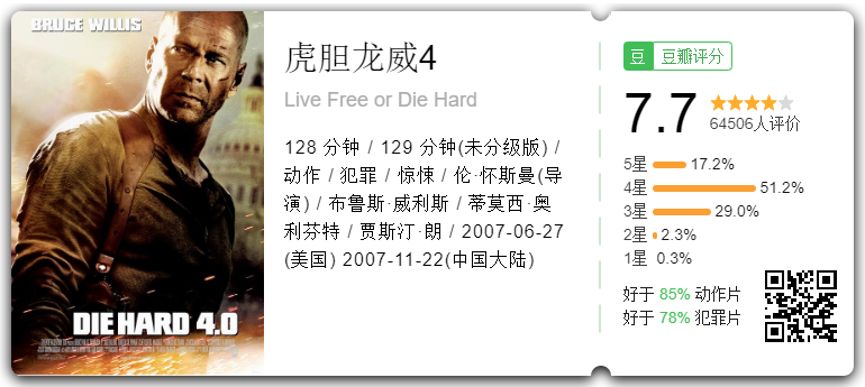 BRUCE WILLIS
DIE HARD 4.0
虎胆龙威4
Live Free or Die Hard
128 分钟 / 129 分钟(未分级版) /
动作 / 犯罪 / 惊悚 / 伦·怀斯曼(导
演) / 布鲁斯·威利斯 / 蒂莫西·奥
利芬特 / 贾斯汀·朗 / 2007-06-27
(美国) 2007-11-22(中国大陆)
豆 豆瓣评分
7.7
64506人评价
5星 17.2%
4星 51.2%
3星 29.0%
2星 2.3%
1星 0.3%
好于 85% 动作片
好于 78% 犯罪片